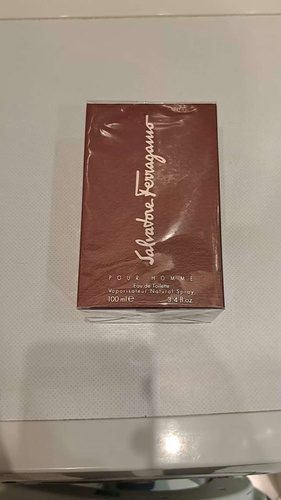 Salvatore Ferragamo
POUR HOMME
Eau de Toilette
Vaporisateur Natural Spray
100 ml ℮ 3.4 fl.oz